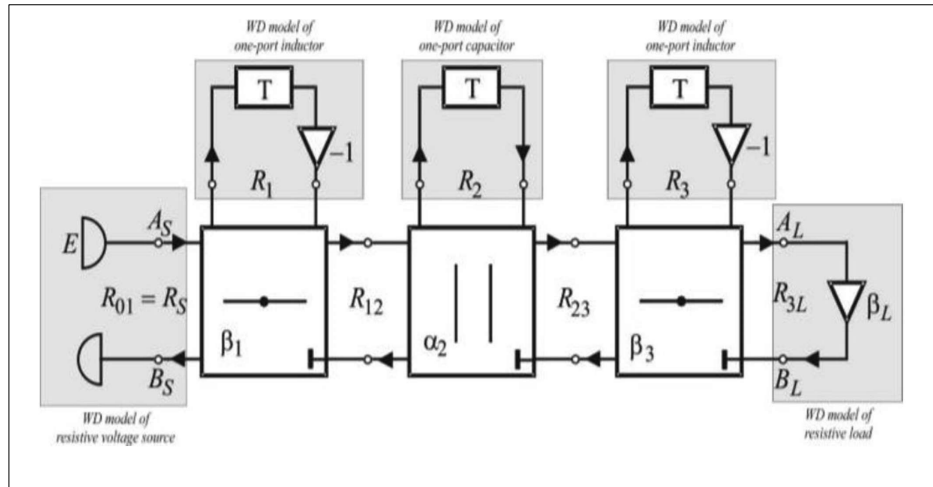 WD model of
one-port inductor
WD model of
one-port capacitor
WD model of
one-port inductor
T
T
T
−1
−1
R1
R2
R3
E
AS
AL
R01 = RS
R12
R23
R3L
βL
β1
α2
β3
BS
BL
WD model of
resistive voltage source
WD model of
resistive load